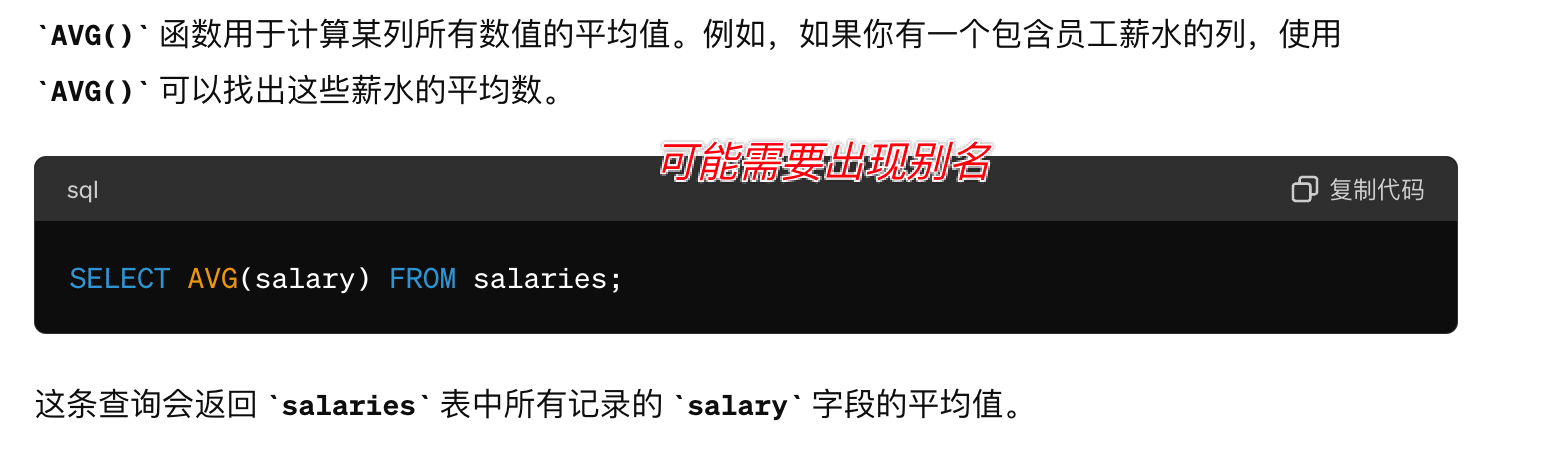 `AVG()` 函数用于计算某列所有数值的平均值。例如，如果你有一个包含员工薪水的列，使用
`AVG()` 可以找出这些薪水的平均数。
可能需要出现别名
sql 复制代码
SELECT AVG(salary) FROM salaries;
这条查询会返回 `salaries` 表中所有记录的 `salary` 字段的平均值。